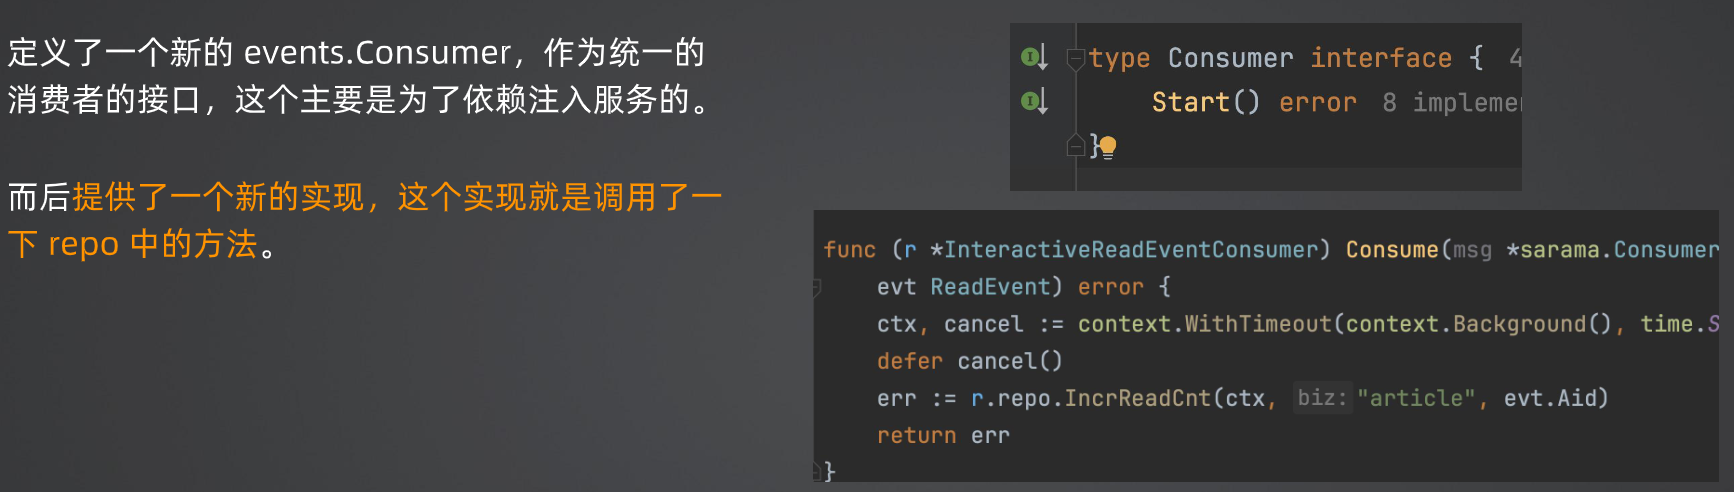 定义了一个新的 events.Consumer，作为统一的
消费者的接口，这个主要是为了依赖注入服务的。
而后提供了一个新的实现，这个实现就是调用了一
下 repo 中的方法。
type Consumer interface { 4
Start() error 8 implemen
}
func (r *InteractiveReadEventConsumer) Consume(msg *sarama.Consumer
evt ReadEvent) error {
ctx, cancel := context.WithTimeout(context.Background(), time.S
defer cancel()
err := r.repo.IncrReadCnt(ctx, biz: "article", evt.Aid)
return err
}